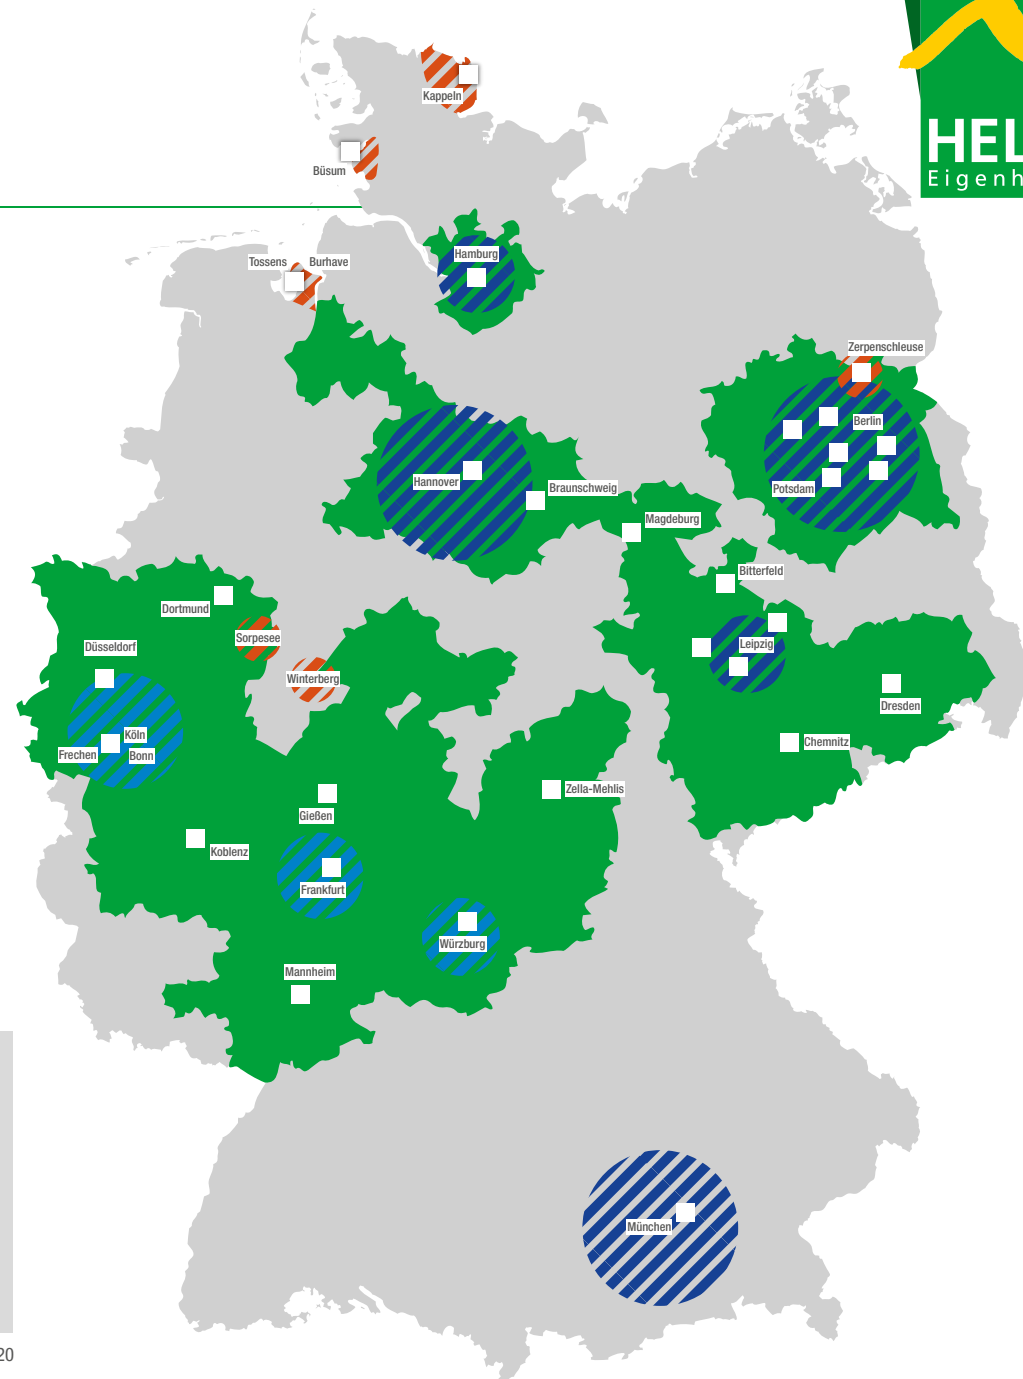 HEL
Eigenh
Kappeln
Büsum
Hamburg
Tossens
Burhave
Zerpenschleuse
Berlin
Hannover
Potsdam
Braunschweig
Magdeburg
Bitterfeld
Dortmund
Sorpesee
Düsseldorf
Leipzig
Winterberg
Dresden
Köln
Frechen
Bonn
Chemnitz
Zella-Mehlis
Gießen
Koblenz
Frankfurt
Würzburg
Mannheim
München
20